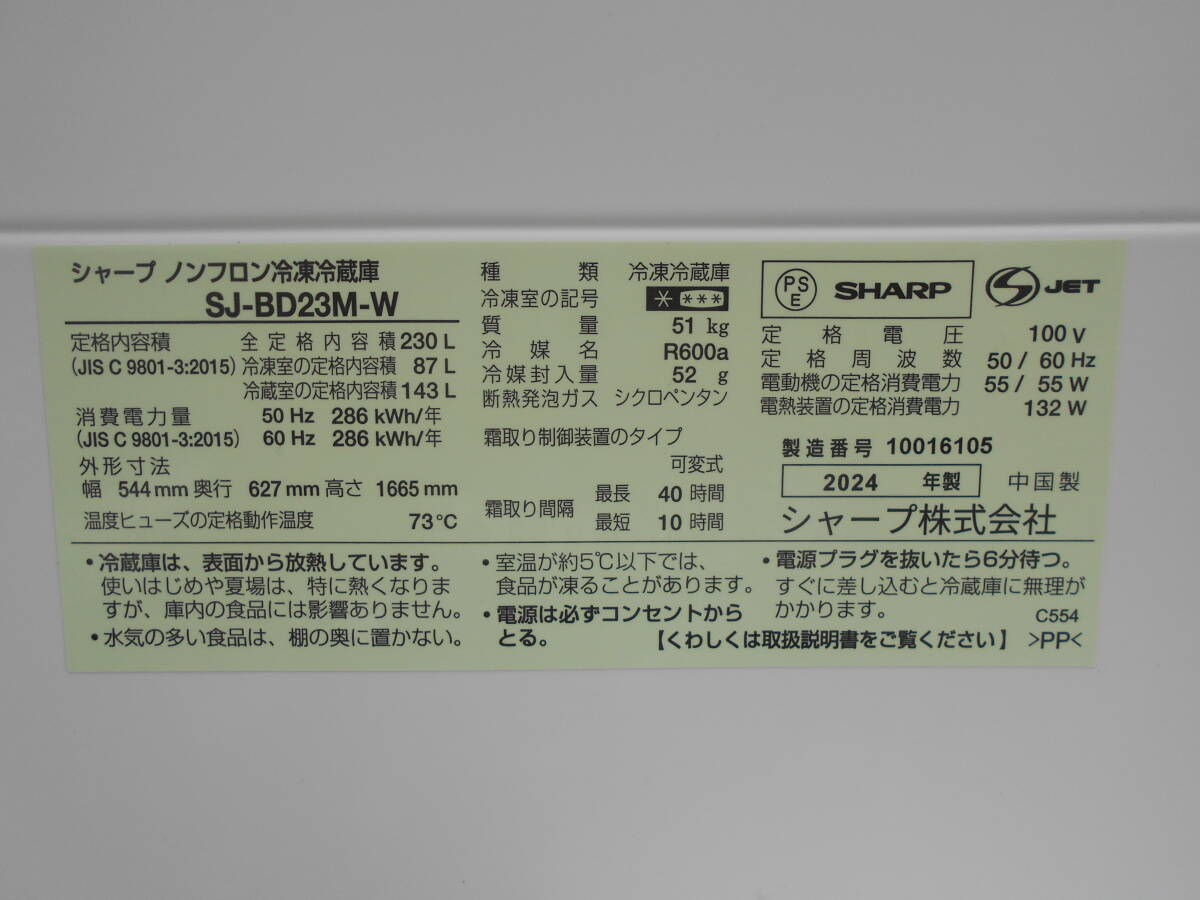 シャープ ノンフロン冷凍冷蔵庫
SJ-BD23M-W
定格内容積 全定格内容積 230 L
(JIS C 9801-3:2015) 冷凍室の定格内容積 87 L
冷蔵室の定格内容積 143 L
消費電力量 50 Hz 286 kWh/年
(JIS C 9801-3:2015) 60 Hz 286 kWh/年
外形寸法
幅 544 mm 奥行 627 mm 高さ 1665 mm
温度ヒューズの定格動作温度 73℃
種類 冷凍冷蔵庫
冷凍室の記号 * ***
質量 51 kg
冷媒名 R600a
冷媒封入量 52 g
断熱発泡ガス シクロペンタン
霜取り制御装置のタイプ
可変式
霜取り間隔 最長 40 時間
最短 10 時間
PSE SHARP JET
定格電圧 100 V
定格周波数 50 / 60 Hz
電動機の定格消費電力 55 / 55 W
電熱装置の定格消費電力 132 W
製造番号 10016105
2024 年製 中国製
シャープ株式会社
・冷蔵庫は、表面から放熱しています。
使いはじめや夏場は、特に熱くなりま
すが、庫内の食品には影響ありません。
・水気の多い食品は、棚の奥に置かない。
・室温が約5℃以下では、
食品が凍ることがあります。
・電源は必ずコンセントから
とる。
・電源プラグを抜いたら6分待つ。
すぐに差し込むと冷蔵庫に無理が
かかります。 C554
【くわしくは取扱説明書をご覧ください】 >PP<